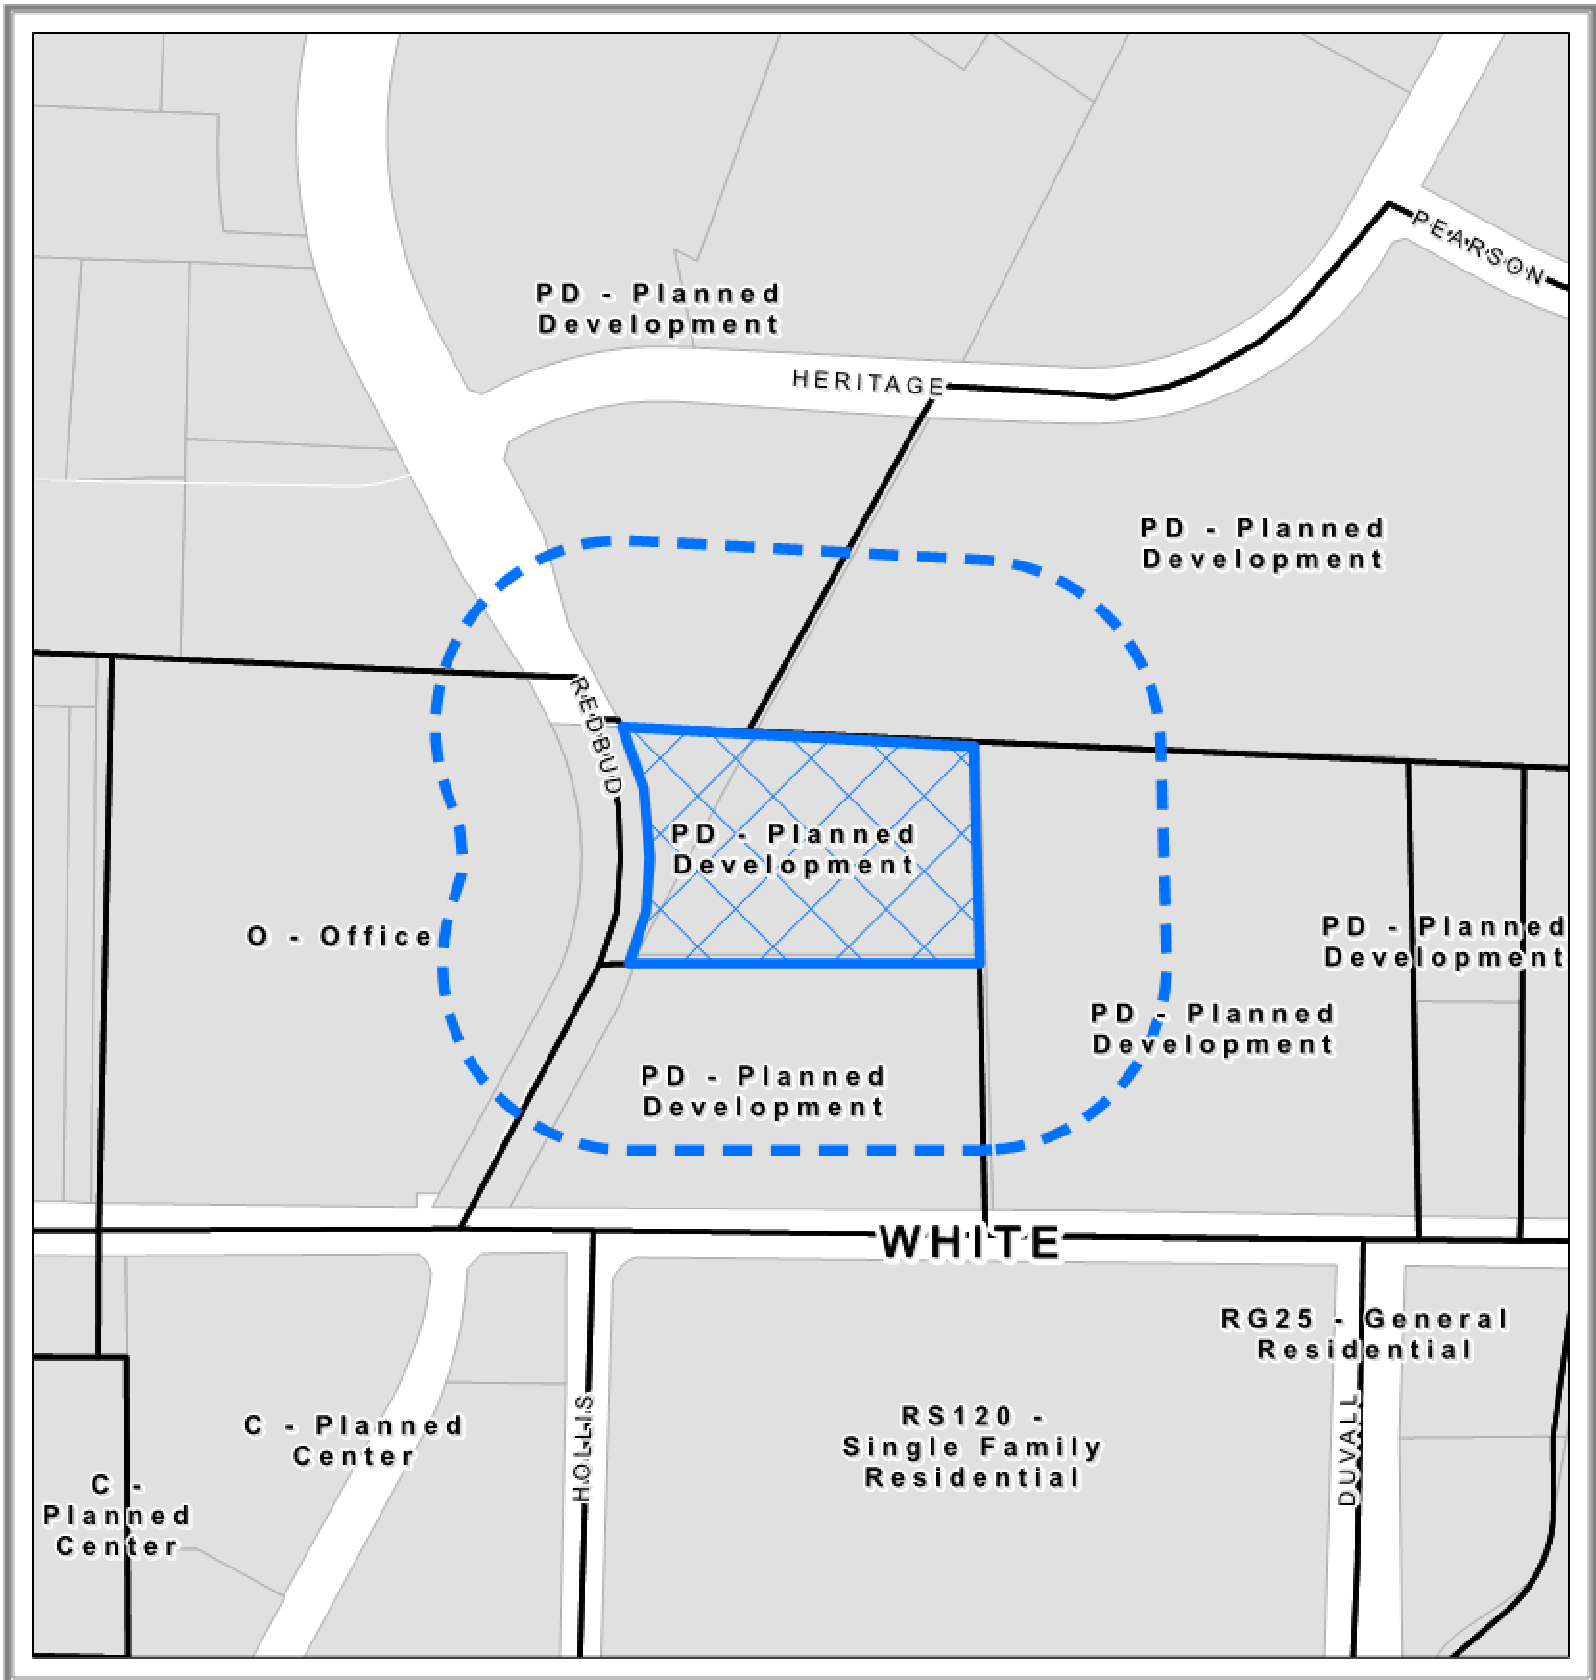 PEARSON
PD - Planned
Development
HERITAGE
PD - Planned
Development
REDBUD
PD - Planned
Development
O - Office
PD - Planned
Development
PD - Planned
Development
PD - Planned
Development
WHITE
RG25 - General
Residential
HOLLIS
DUVALL
C - Planned
Center
RS120 -
Single Family
Residential
C -
Planned
Center